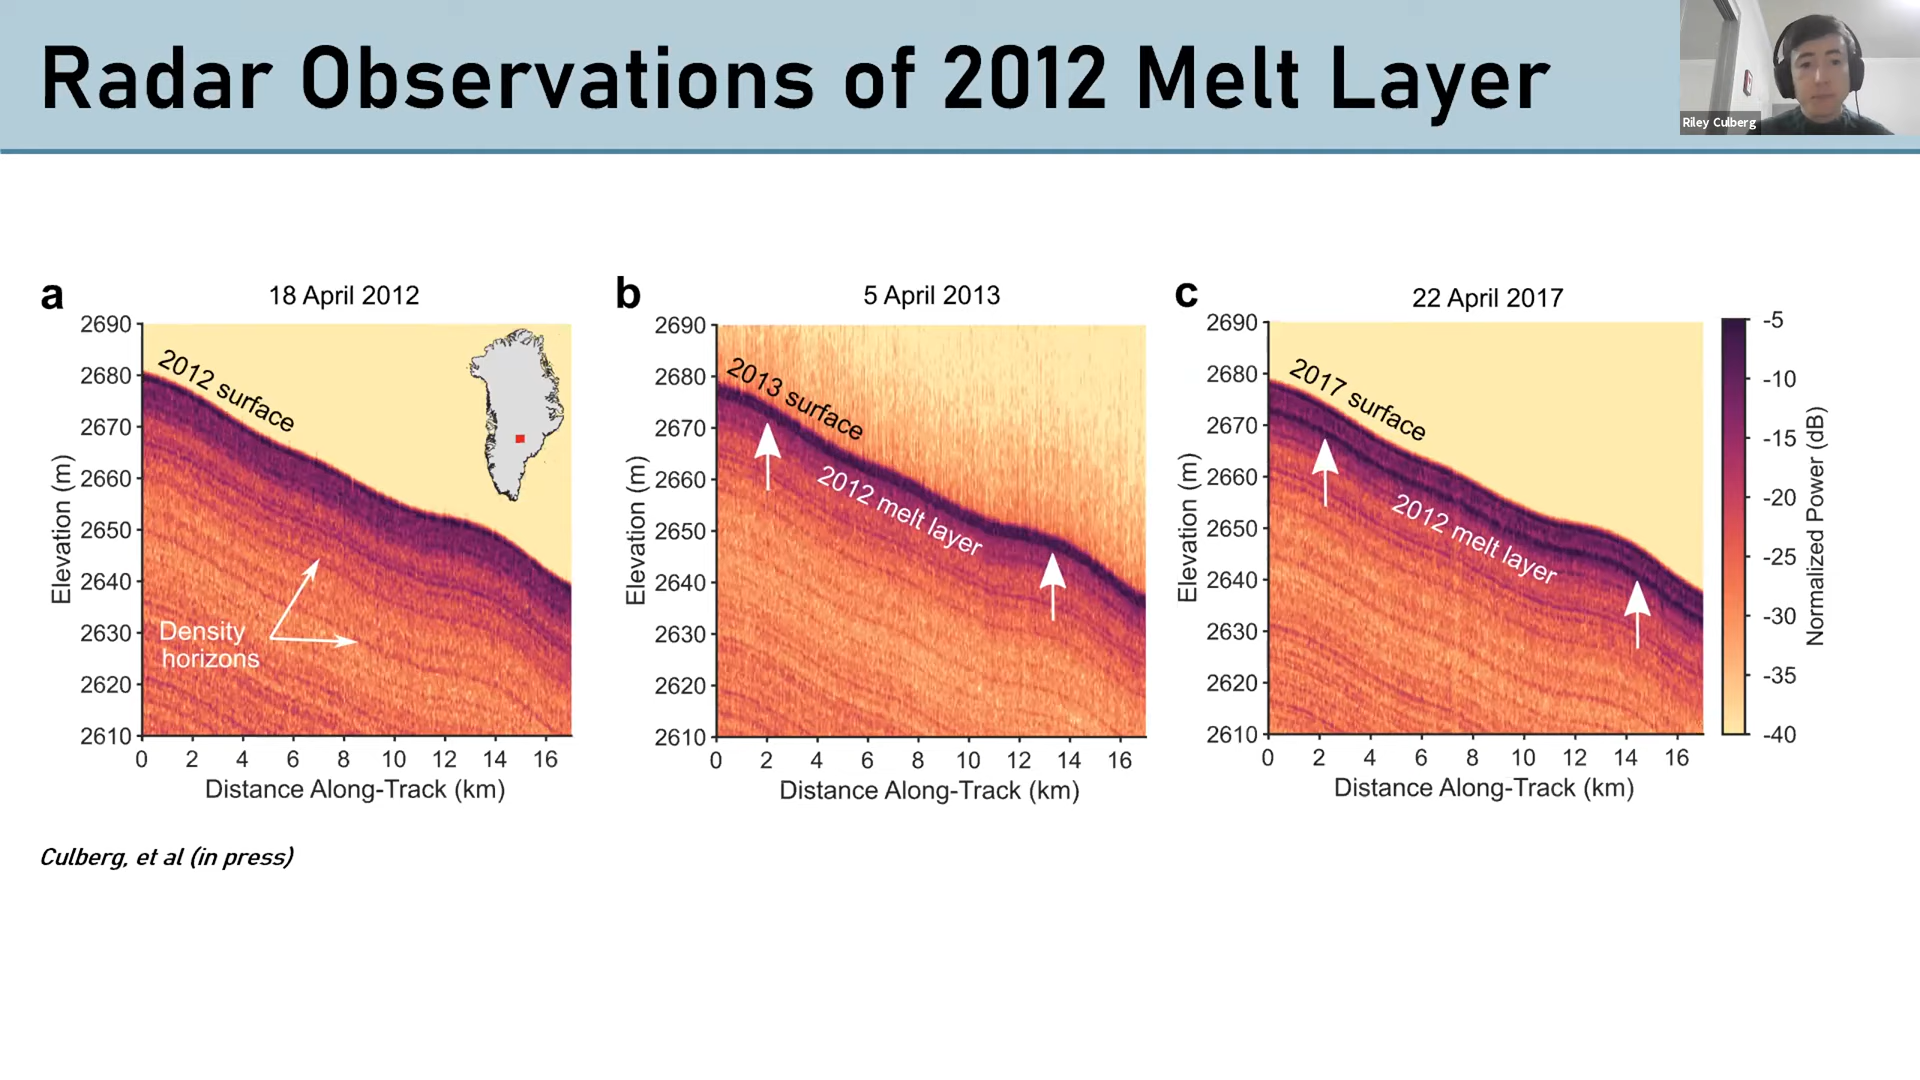 Radar Observations of 2012 Melt Layer
Riley Culberg
a
18 April 2012
2690
2680
2670
2660
2650
2640
2630
2620
2610
Elevation (m)
2012 surface
Density
horizons
0 2 4 6 8 10 12 14 16
Distance Along-Track (km)
b
5 April 2013
2690
2680
2670
2660
2650
2640
2630
2620
2610
Elevation (m)
2013 surface
2012 melt layer
0 2 4 6 8 10 12 14 16
Distance Along-Track (km)
c
22 April 2017
2690
2680
2670
2660
2650
2640
2630
2620
2610
Elevation (m)
2017 surface
2012 melt layer
0 2 4 6 8 10 12 14 16
Distance Along-Track (km)
-5
-10
-15
-20
-25
-30
-35
-40
Normalized Power (dB)
Culberg, et al (in press)